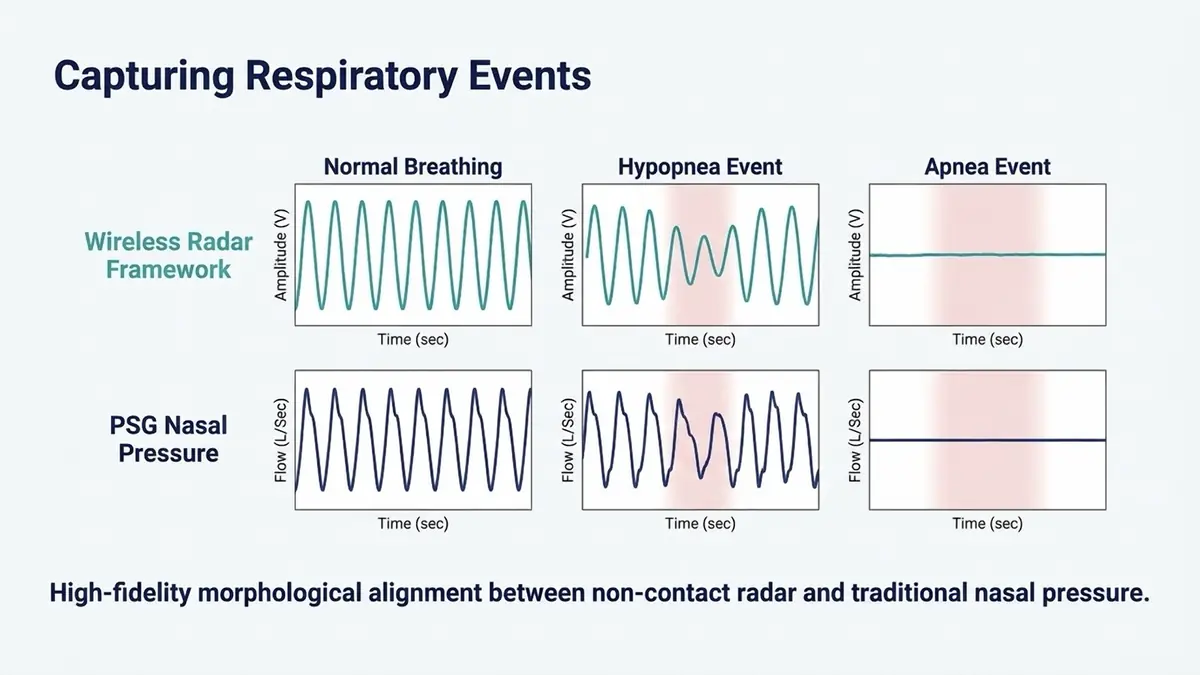 Capturing Respiratory Events
Normal Breathing
Hypopnea Event
Apnea Event
Wireless Radar
Framework
Amplitude (V)
Time (sec)
Amplitude (V)
Time (sec)
Amplitude (V)
Time (sec)
PSG Nasal
Pressure
Flow (L/Sec)
Time (sec)
Flow (L/Sec)
Time (sec)
Flow (L/Sec)
Time (sec)
High-fidelity morphological alignment between non-contact radar and traditional nasal pressure.